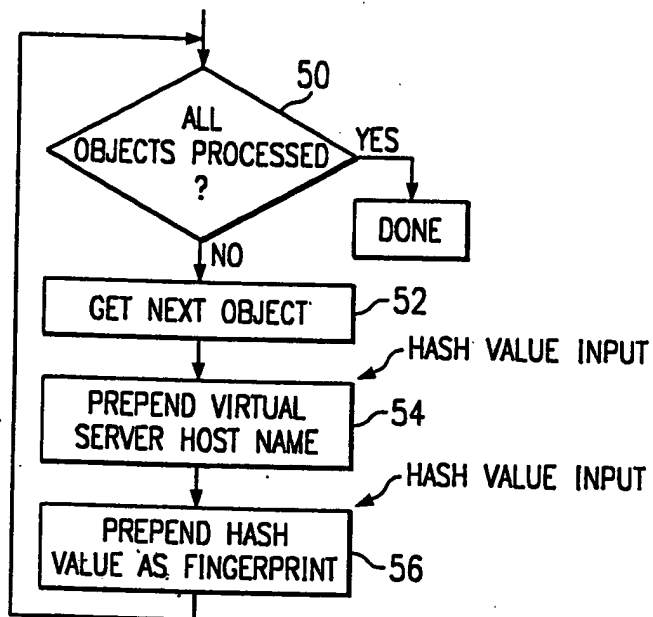 50
ALL
OBJECTS PROCESSED
?
YES
DONE
NO
GET NEXT OBJECT
52
HASH VALUE INPUT
PREPEND VIRTUAL
SERVER HOST NAME
54
HASH VALUE INPUT
PREPEND HASH
VALUE AS FINGERPRINT
56